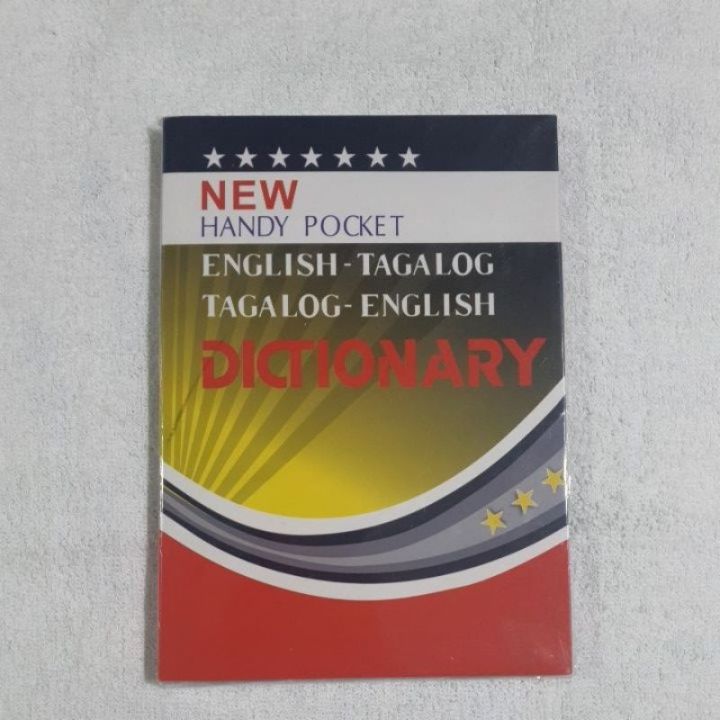 NEW
HANDY POCKET
ENGLISH-TAGALOG
TAGALOG-ENGLISH
DICTIONARY